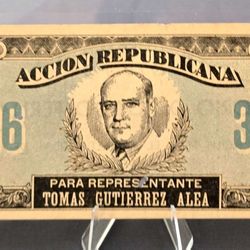 ACCION REPUBLICANA
6 3
PARA REPRESENTANTE
TOMAS GUTIERREZ ALEA